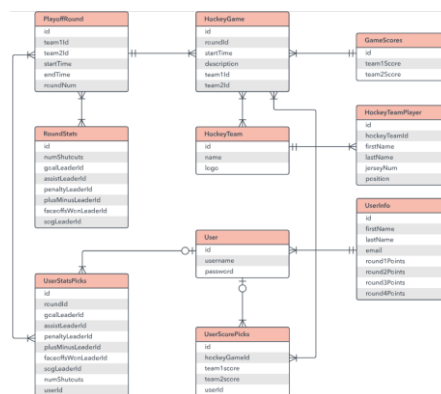 PlayoffRound
id
team1Id
team2Id
startTime
endTime
roundNum
HockeyGame
id
roundId
startTime
description
team1Id
team2Id
GameScores
id
team1Score
team2Score
RoundStats
id
numShutouts
goalLeaderId
assistLeaderId
penaltyLeaderId
plusMinusLeaderId
faceoffsWonLeaderId
sogLeaderId
HockeyTeam
id
name
logo
HockeyTeamPlayer
id
hockeyTeamId
firstName
lastName
jerseyNum
position
UserInfo
id
firstName
lastName
email
round1Points
round2Points
round3Points
round4Points
User
id
username
password
UserStatsPicks
id
roundId
goalLeaderId
assistLeaderId
penaltyLeaderId
plusMinusLeaderId
faceoffsWonLeaderId
sogLeaderId
numShutouts
userId
UserScorePicks
id
hockeyGameId
team1score
team2score
userId